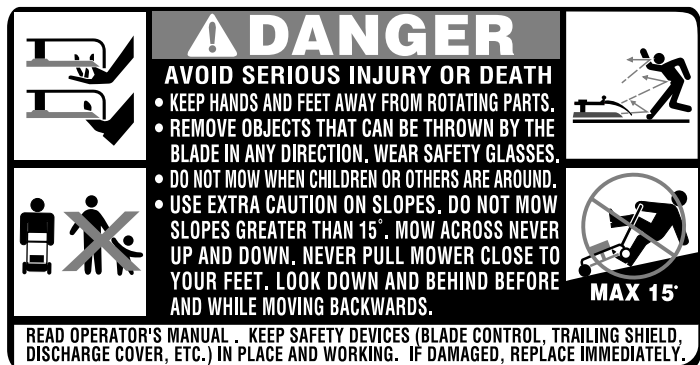 DANGER
AVOID SERIOUS INJURY OR DEATH
• KEEP HANDS AND FEET AWAY FROM ROTATING PARTS.
• REMOVE OBJECTS THAT CAN BE THROWN BY THE
BLADE IN ANY DIRECTION. WEAR SAFETY GLASSES.
• DO NOT MOW WHEN CHILDREN OR OTHERS ARE AROUND.
• USE EXTRA CAUTION ON SLOPES. DO NOT MOW
SLOPES GREATER THAN 15°. MOW ACROSS NEVER
UP AND DOWN. NEVER PULL MOWER CLOSE TO
YOUR FEET. LOOK DOWN AND BEHIND BEFORE
AND WHILE MOVING BACKWARDS.
MAX 15°
READ OPERATOR'S MANUAL . KEEP SAFETY DEVICES (BLADE CONTROL, TRAILING SHIELD,
DISCHARGE COVER, ETC.) IN PLACE AND WORKING. IF DAMAGED, REPLACE IMMEDIATELY.